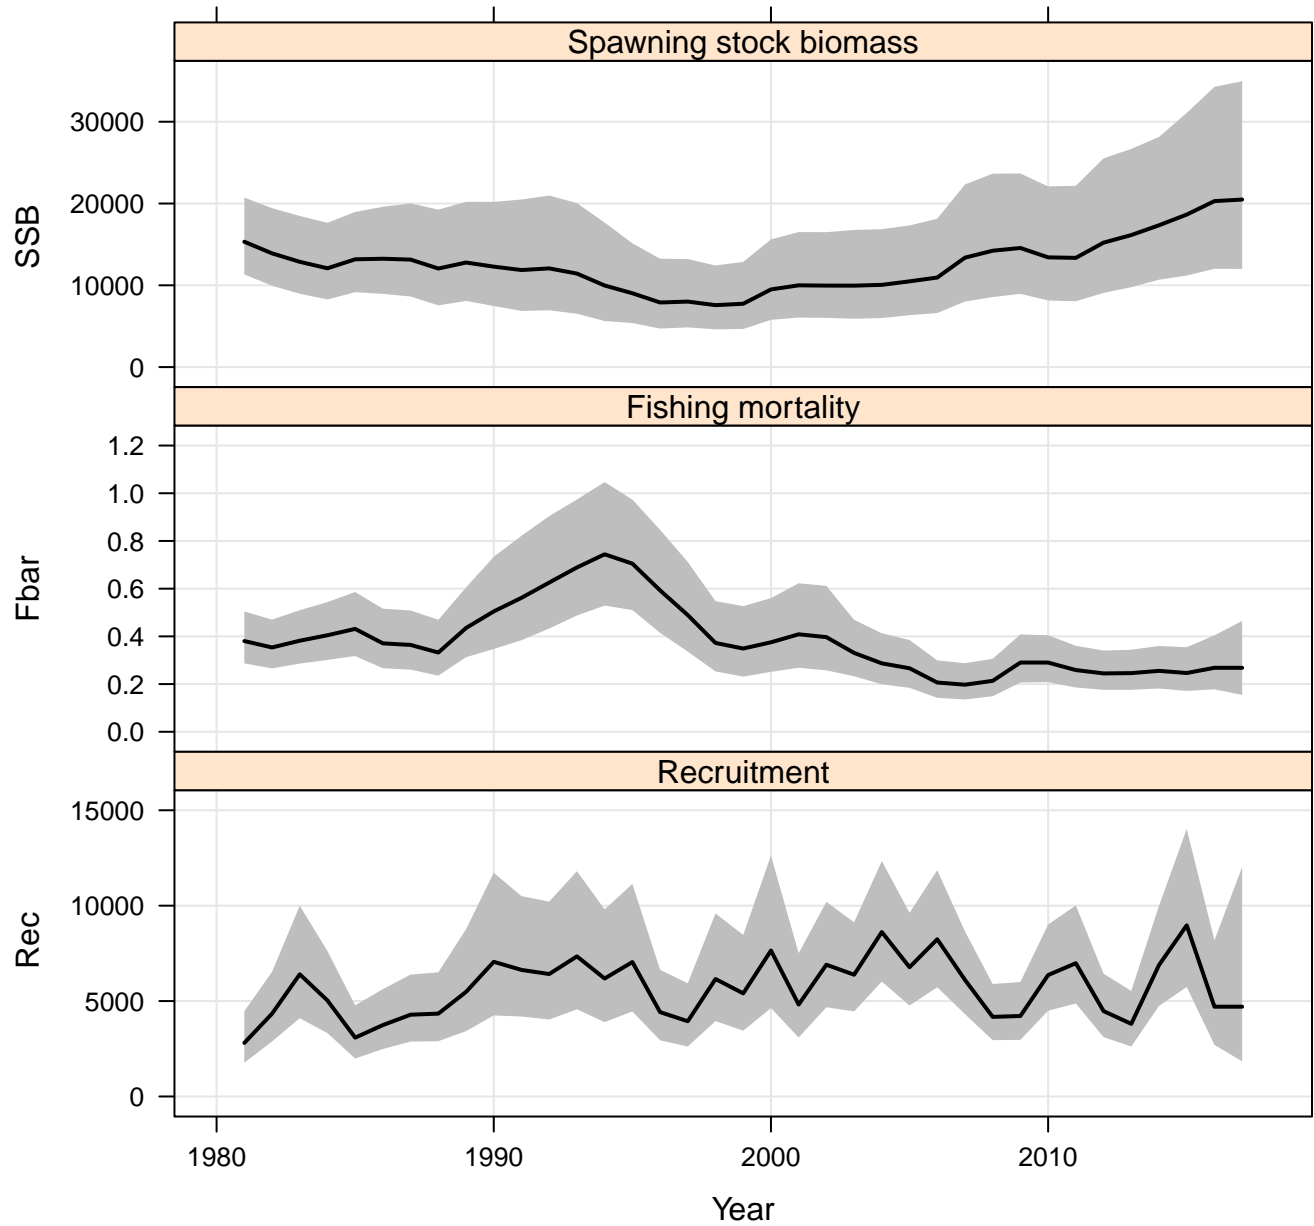 Spawning stock biomass
SSB
30000
20000
10000
0
Fishing mortality
Fbar
1.2
1.0
0.8
0.6
0.4
0.2
0.0
Recruitment
Rec
15000
10000
5000
0
1980 1990 2000 2010
Year